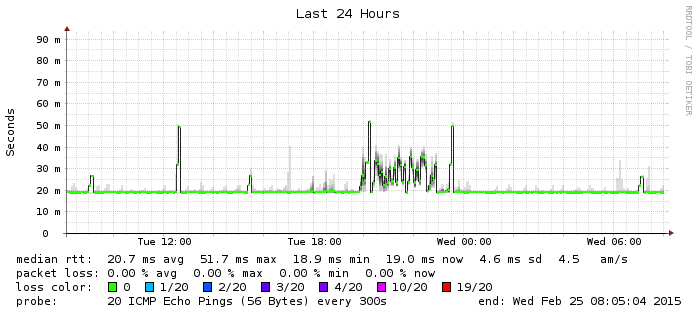 Last 24 Hours
RRDTOOL / TOBI OETIKER
Seconds
90 m
80 m
70 m
60 m
50 m
40 m
30 m
20 m
10 m
0
Tue 12:00 Tue 18:00 Wed 00:00 Wed 06:00
median rtt: 20.7 ms avg 51.7 ms max 18.9 ms min 19.0 ms now 4.6 ms sd 4.5 am/s
packet loss: 0.00 % avg 0.00 % max 0.00 % min 0.00 % now
loss color: 0 1/20 2/20 3/20 4/20 10/20 19/20
probe: 20 ICMP Echo Pings (56 Bytes) every 300s end: Wed Feb 25 08:05:04 2015